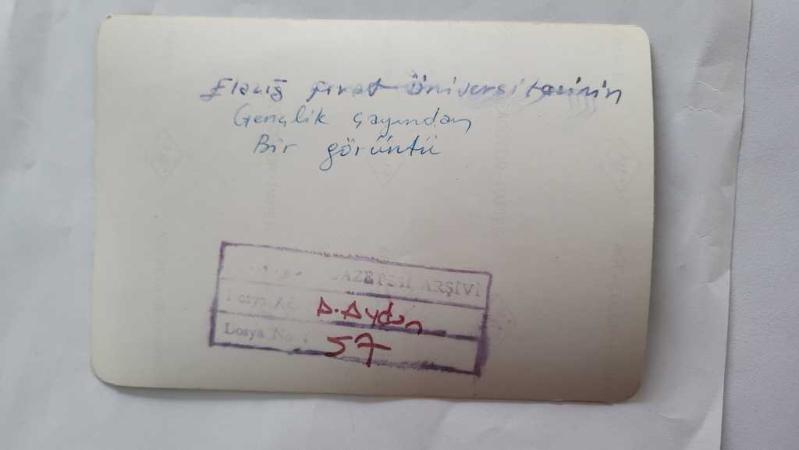 Elazığ Fırat Üniversitesinin
Gençlik çayından
Bir görüntü
GAZETESİ ARŞİVİ
Dosya Adı A. Aydın
Dosya No: 57